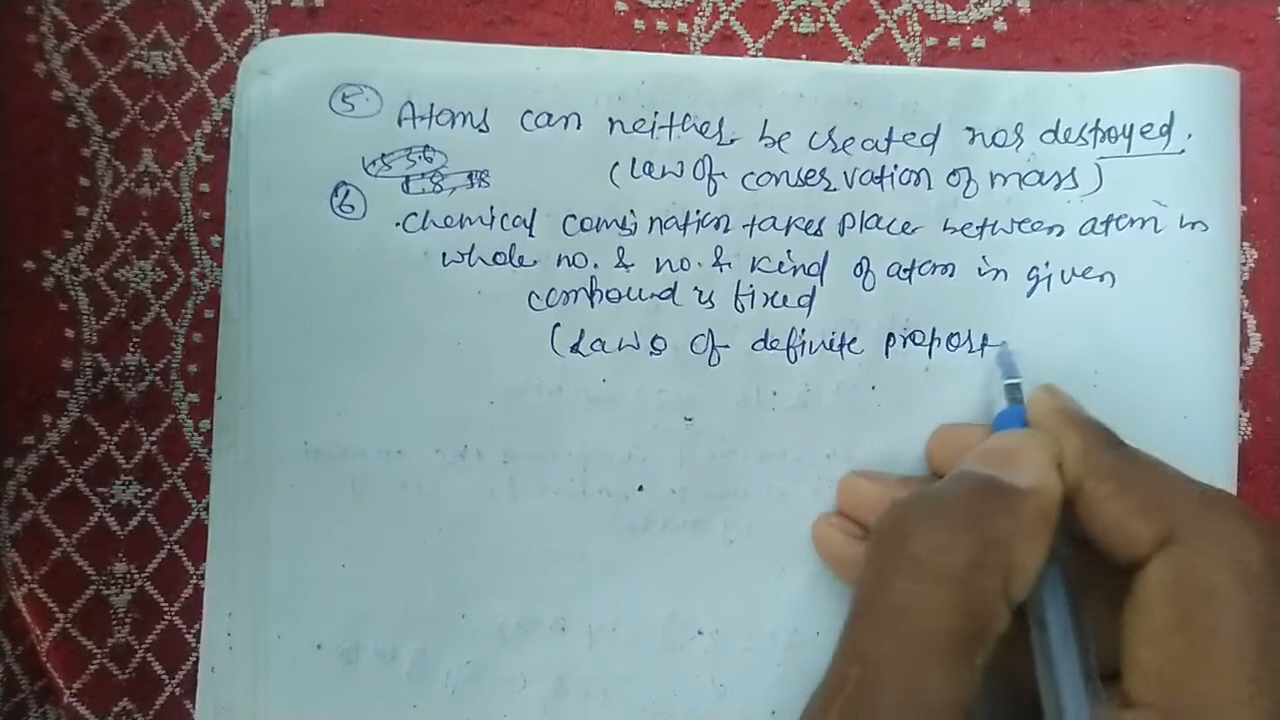 5. Atoms can neither be created nor destroyed.
(law of conservation of mass)
6 .chemical combination takes place between atom in
whole no. & no. & kind of atom in given
compound is fixed
(Laws of definite proport